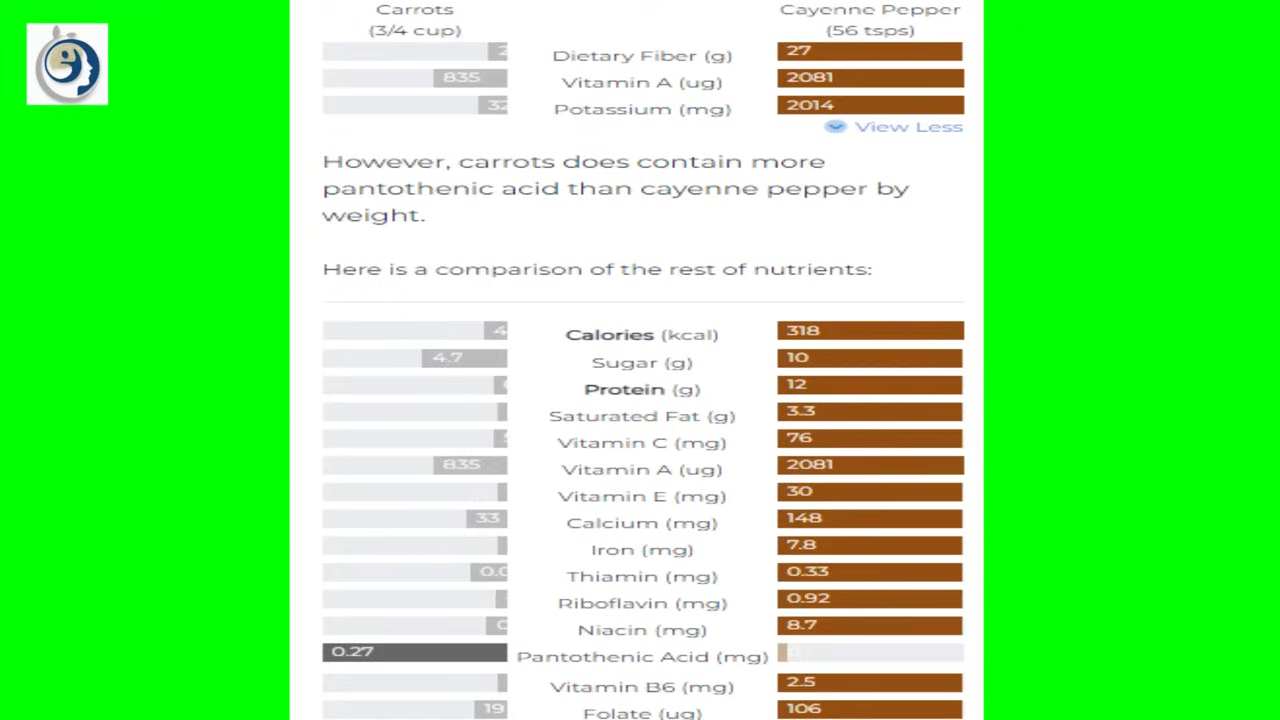 Carrots Cayenne Pepper
(3/4 cup) (56 tsps)
Dietary Fiber (g) 27
835 Vitamin A (ug) 2081
Potassium (mg) 2014
View Less
However, carrots does contain more
pantothenic acid than cayenne pepper by
weight.
Here is a comparison of the rest of nutrients:
Calories (kcal) 318
4.7 Sugar (g) 10
Protein (g) 12
Saturated Fat (g) 3.3
Vitamin C (mg) 76
835 Vitamin A (ug) 2081
Vitamin E (mg) 30
33 Calcium (mg) 148
Iron (mg) 7.8
Thiamin (mg) 0.33
Riboflavin (mg) 0.92
Niacin (mg) 8.7
0.27 Pantothenic Acid (mg)
Vitamin B6 (mg) 2.5
19 Folate (ug) 106